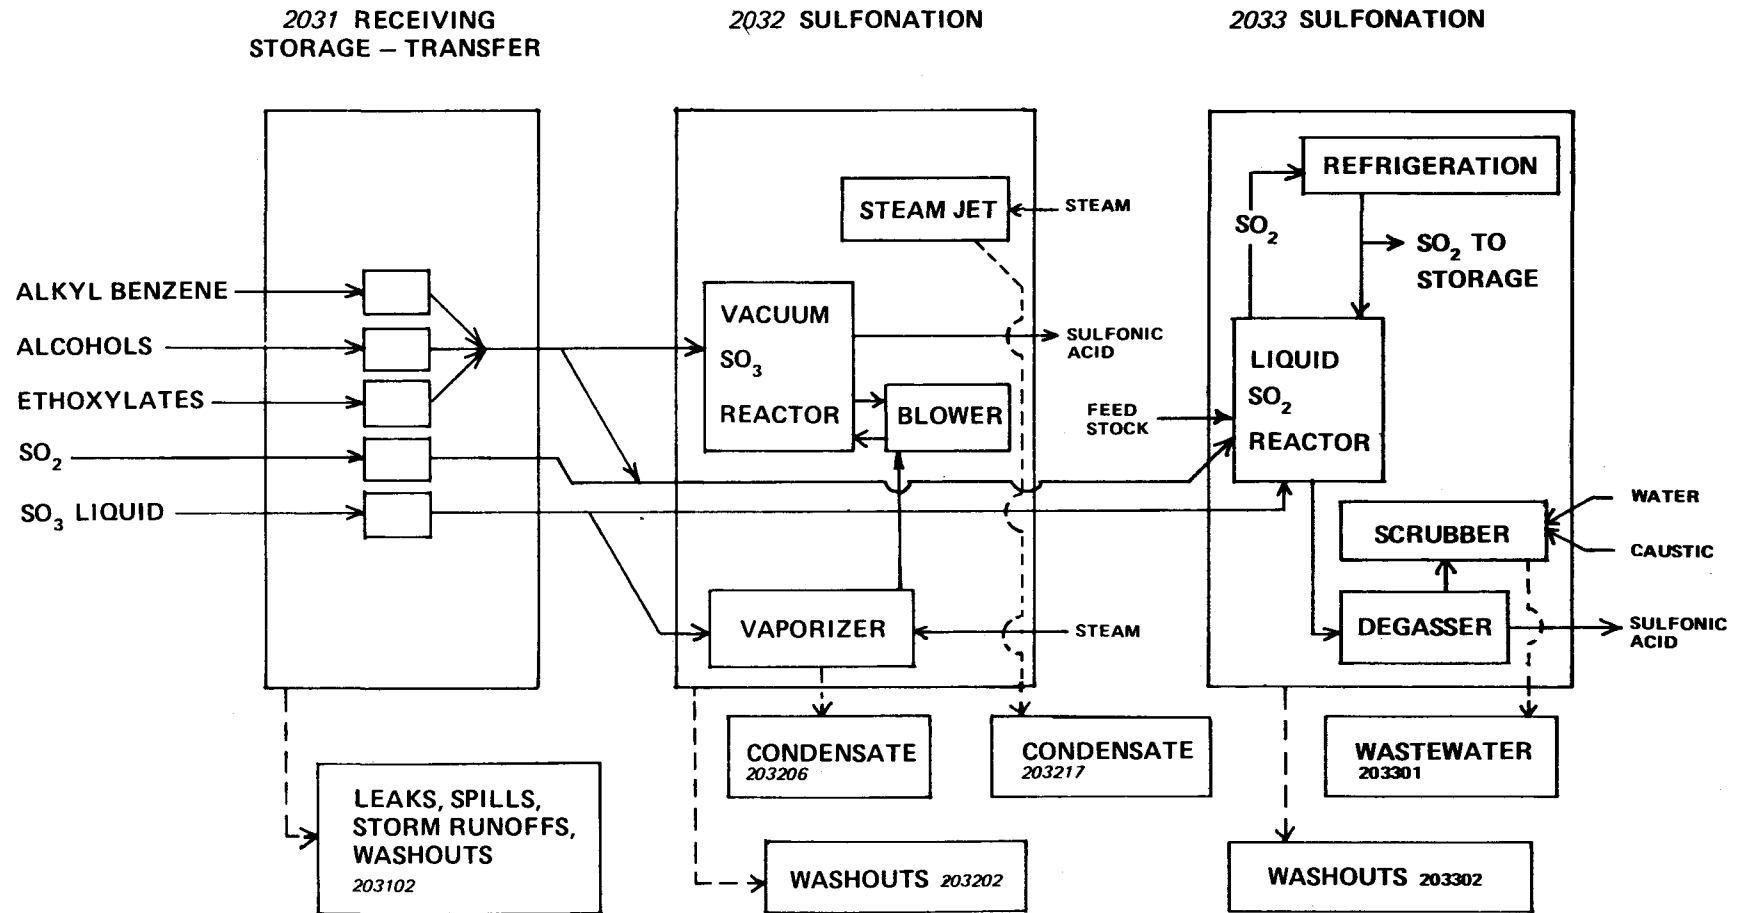 2031 RECEIVING
STORAGE – TRANSFER
2032 SULFONATION
2033 SULFONATION
ALKYL BENZENE
ALCOHOLS
ETHOXYLATES
SO2
SO3 LIQUID
STEAM JET
STEAM
VACUUM
SO3
REACTOR
SULFONIC
ACID
BLOWER
VAPORIZER
STEAM
REFRIGERATION
SO2
SO2 TO
STORAGE
LIQUID
SO2
REACTOR
FEED
STOCK
SCRUBBER
WATER
CAUSTIC
DEGASSER
SULFONIC
ACID
LEAKS, SPILLS,
STORM RUNOFFS,
WASHOUTS
203102
CONDENSATE
203206
CONDENSATE
203217
WASHOUTS 203202
WASTEWATER
203301
WASHOUTS 203302